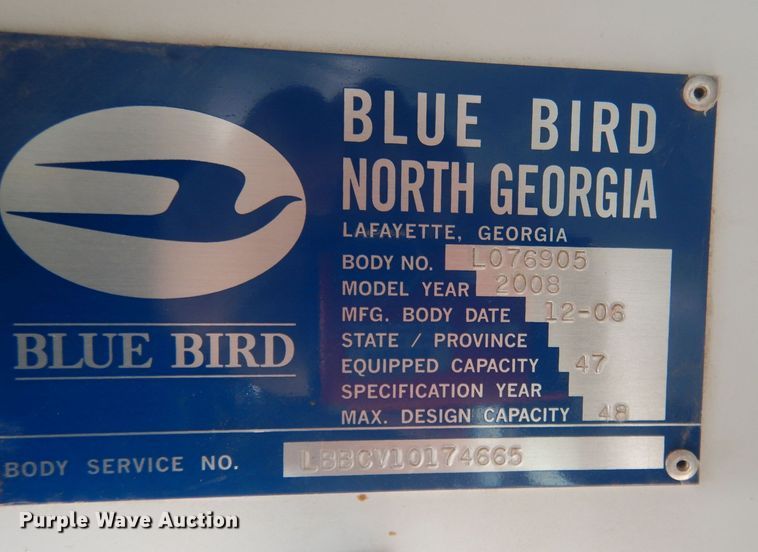 BLUE BIRD
NORTH GEORGIA
LAFAYETTE, GEORGIA
BODY NO. L076905
MODEL YEAR 2008
MFG. BODY DATE 12-06
STATE / PROVINCE
EQUIPPED CAPACITY 47
SPECIFICATION YEAR
MAX. DESIGN CAPACITY 48
BLUE BIRD
BODY SERVICE NO. LBBCV10174665
Purple Wave Auction